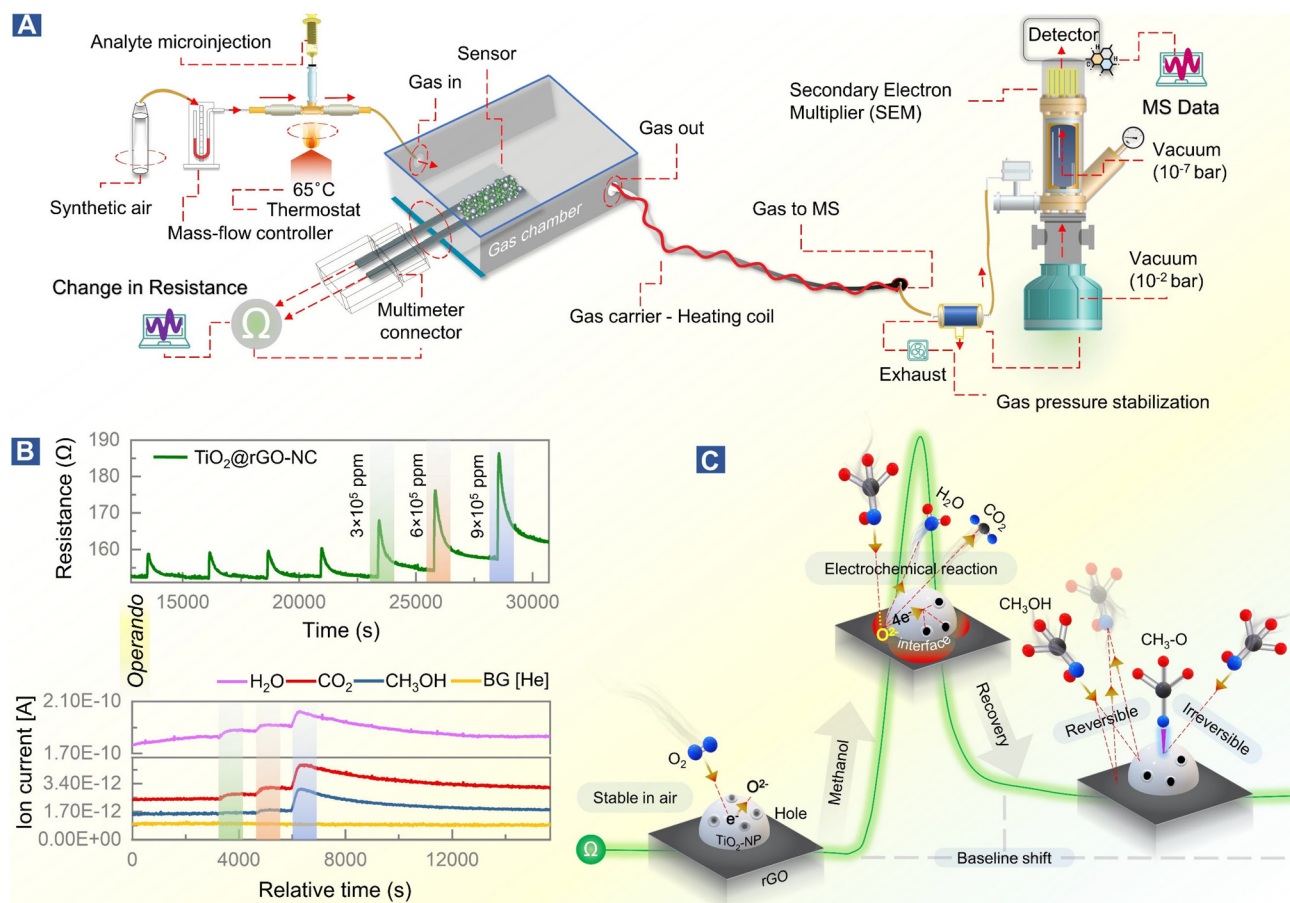 A
Analyte microinjection
Sensor
Gas in
Gas out
Synthetic air
65°C
Thermostat
Mass-flow controller
Gas chamber
Change in Resistance
Ω
Multimeter
connector
Gas carrier - Heating coil
Gas to MS
Exhaust
Gas pressure stabilization
Detector
C
H
H
Secondary Electron
Multiplier (SEM)
MS Data
Vacuum
(10⁻⁷ bar)
Vacuum
(10⁻² bar)
B
Resistance (Ω)
190
180
170
160
TiO₂@rGO-NC
3×10⁵ ppm
6×10⁵ ppm
9×10⁵ ppm
15000
20000
25000
30000
Time (s)
Operando
H₂O
CO₂
CH₃OH
BG [He]
Ion current [A]
2.10E-10
1.70E-10
3.40E-12
1.70E-12
0.00E+00
0
4000
8000
12000
Relative time (s)
C
H₂O
CO₂
Electrochemical reaction
4e⁻
O²⁻
interface
Methanol
Recovery
CH₃OH
CH₃-O
Reversible
Irreversible
O₂
O²⁻
Stable in air
e⁻
Hole
TiO₂-NP
rGO
Ω
Baseline shift